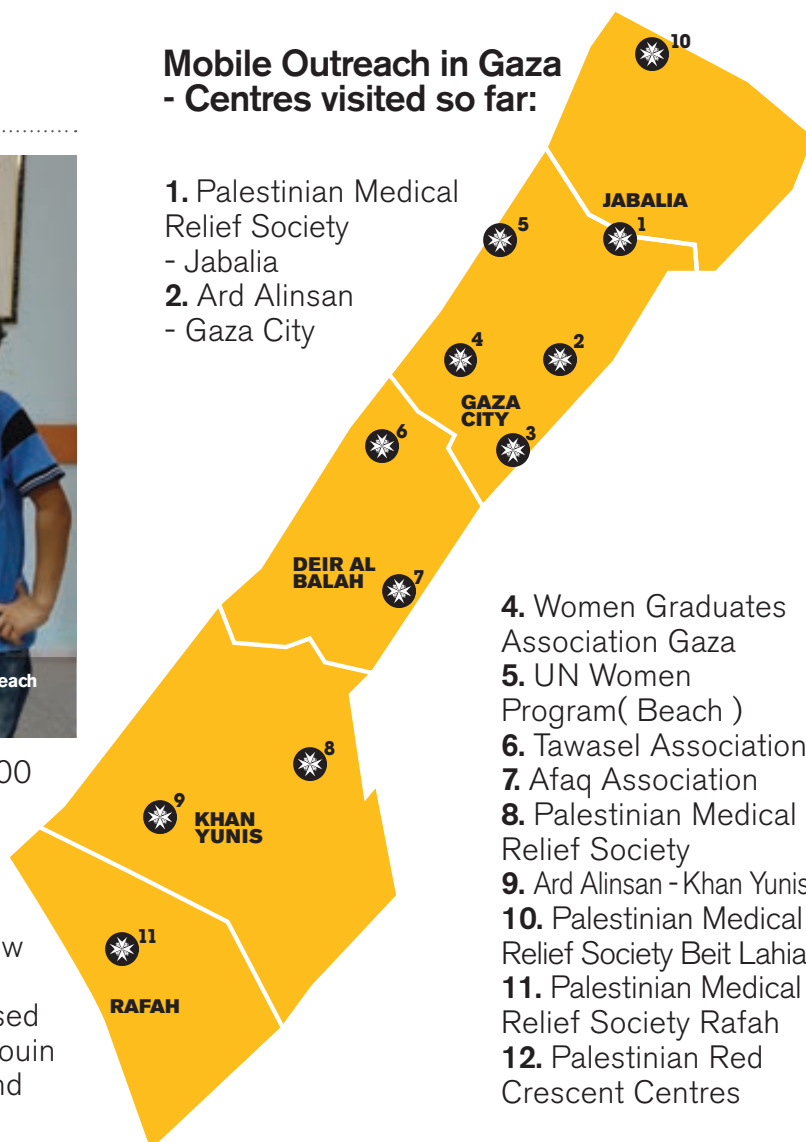 Mobile Outreach in Gaza
- Centres visited so far:
1. Palestinian Medical
Relief Society
- Jabalia
2. Ard Alinsan
- Gaza City
10
JABALIA
5
1
4
2
GAZA
CITY
3
6
DEIR AL
BALAH
7
8
9
KHAN
YUNIS
11
RAFAH
4. Women Graduates
Association Gaza
5. UN Women
Program( Beach )
6. Tawasel Association
7. Afaq Association
8. Palestinian Medical
Relief Society
9. Ard Alinsan - Khan Yunis
10. Palestinian Medical
Relief Society Beit Lahia
11. Palestinian Medical
Relief Society Rafah
12. Palestinian Red
Crescent Centres
each
00
w
sed
ouin
nd